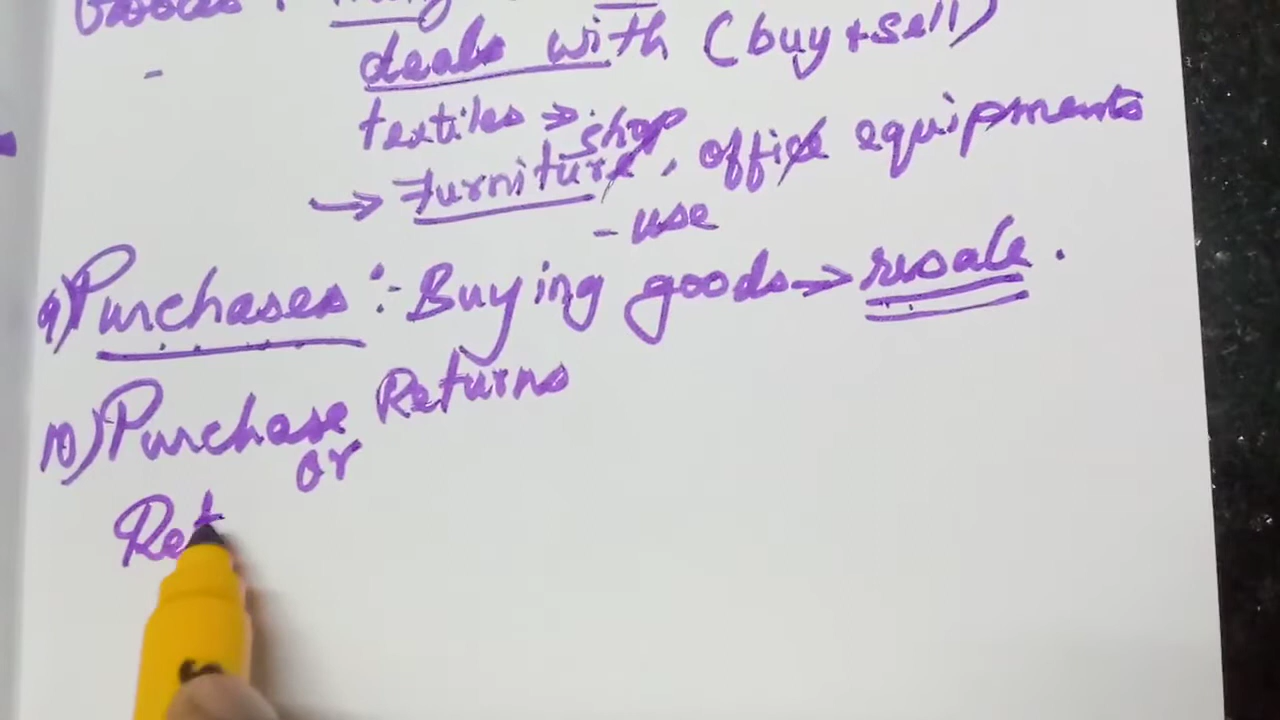 deals with (buy+sell)
textiles → shop
→ Furniture, office equipments
- use
9) Purchases :- Buying goods → resale.
10) Purchase Returns
or
Ret